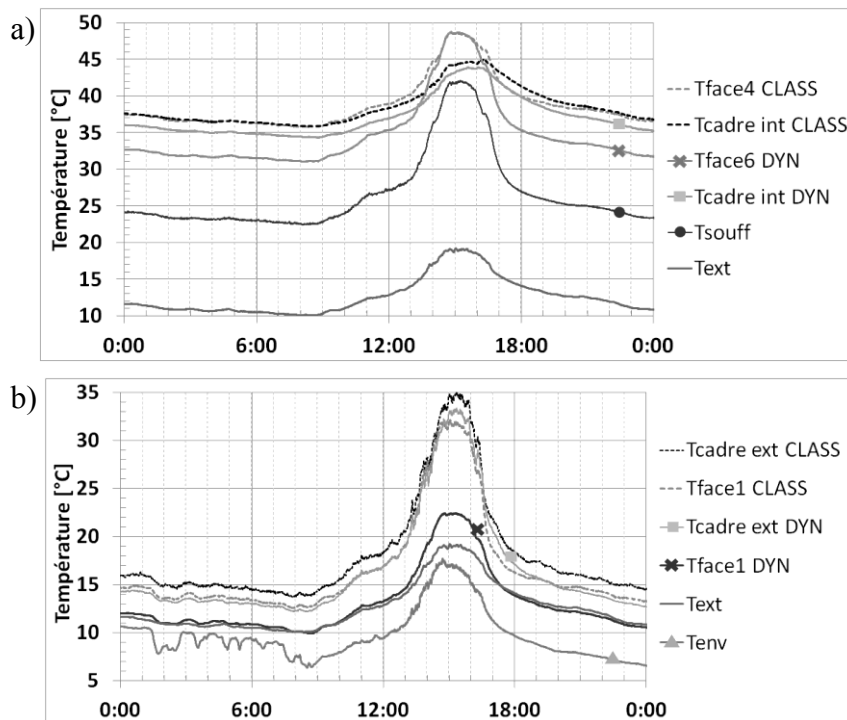 a)
Température [°C]
50
45
40
35
30
25
20
15
10
0:00 6:00 12:00 18:00 0:00
Tface4 CLASS
Tcadre int CLASS
Tface6 DYN
Tcadre int DYN
Tsouff
Text
b)
Température [°C]
35
30
25
20
15
10
5
0:00 6:00 12:00 18:00 0:00
Tcadre ext CLASS
Tface1 CLASS
Tcadre ext DYN
Tface1 DYN
Text
Tenv